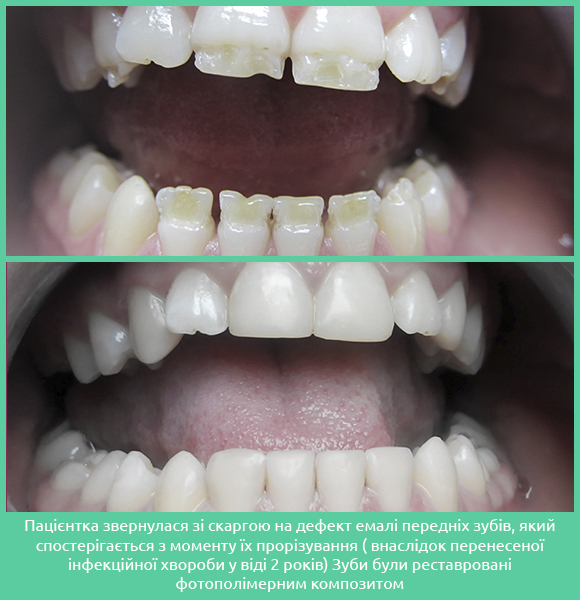 Пацієнтка звернулася зі скаргою на дефект емалі передніх зубів, який
спостерігається з моменту їх прорізування ( внаслідок перенесеної
інфекційної хвороби у віді 2 років) Зуби були реставровані
фотополімерним композитом